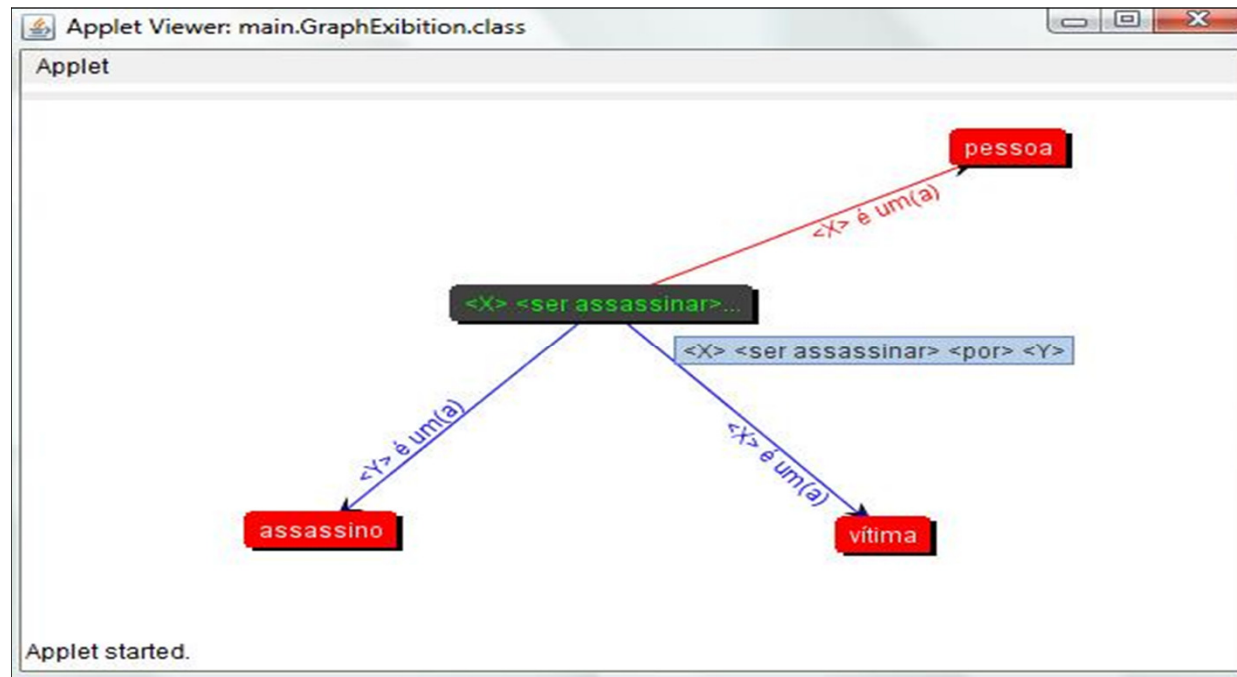 Applet Viewer: main.GraphExibition.class
Applet
pessoa
<X> é um(a)
<X> <ser assassinar>...
<X> <ser assassinar> <por> <Y>
<Y> é um(a)
<X> é um(a)
assassino
vítima
Applet started.